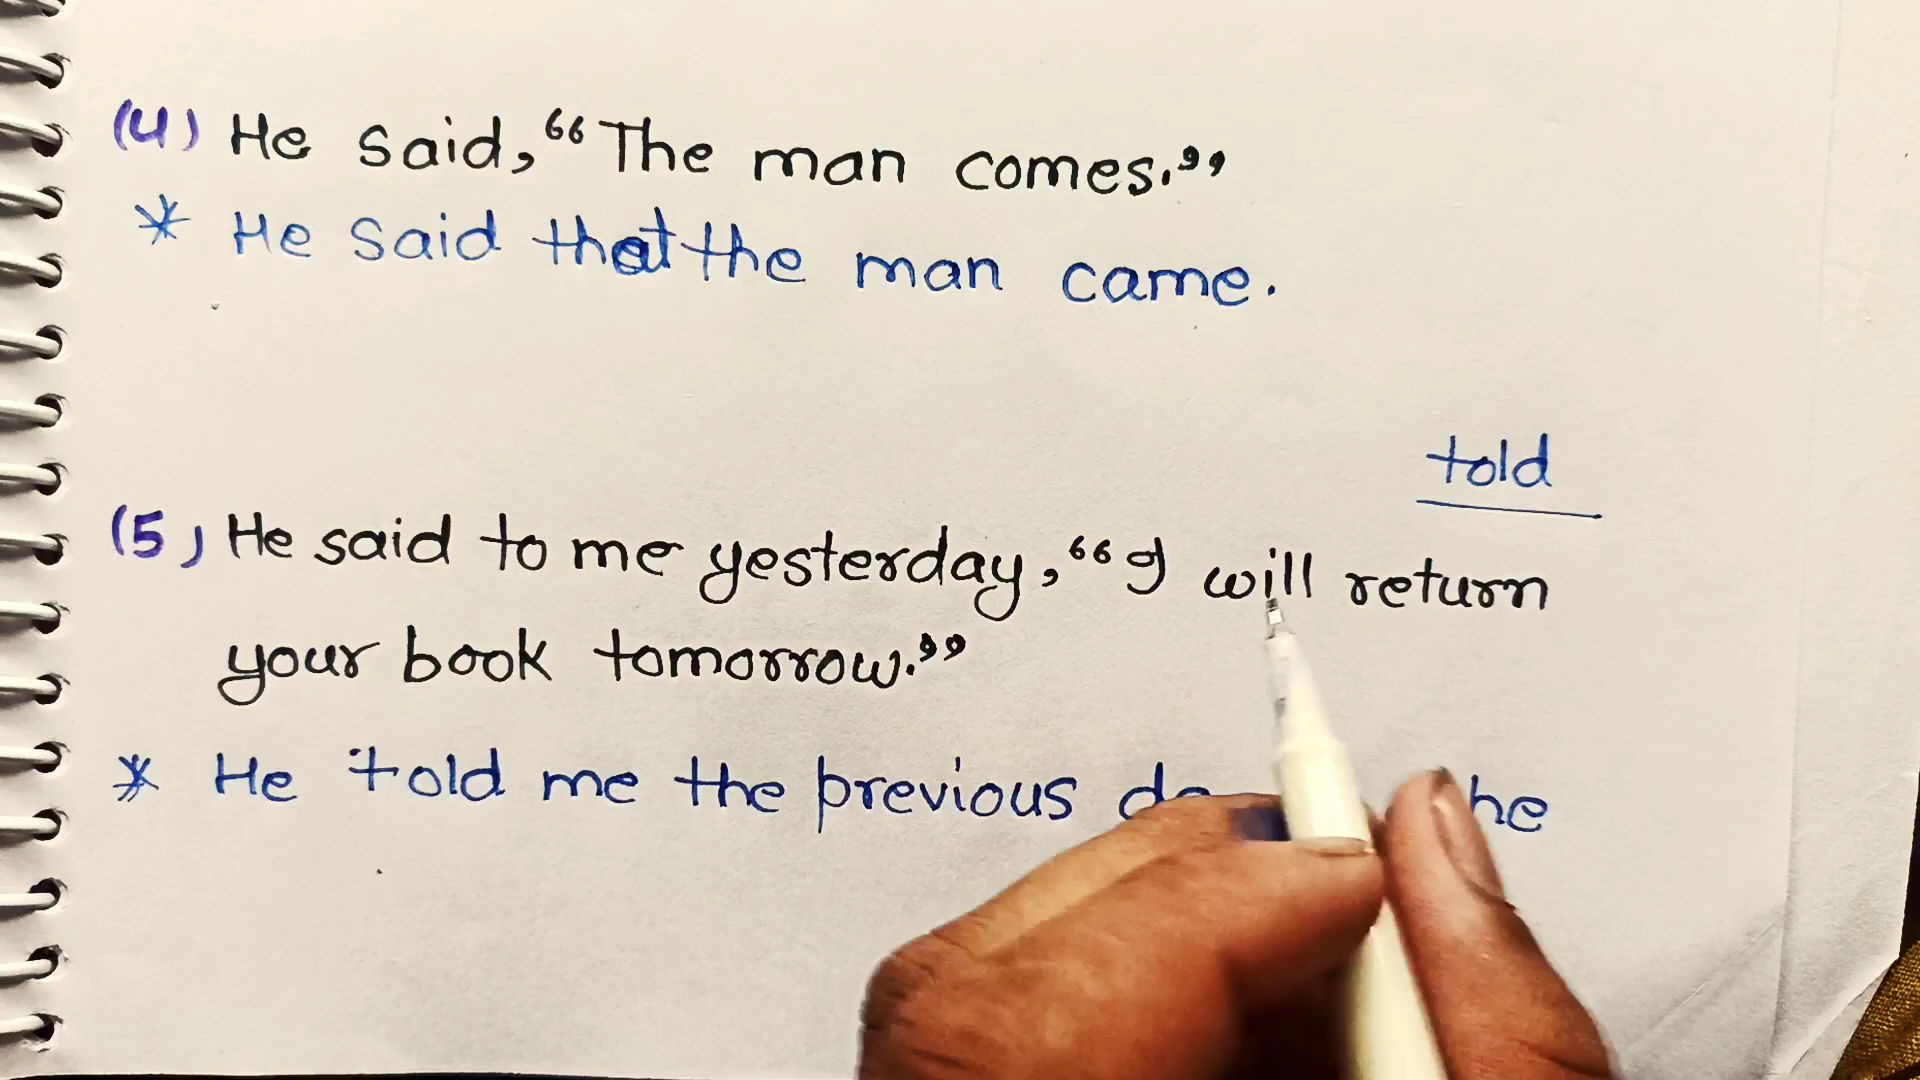 (4) He said, “The man comes.”
* He said that the man came.
told
(5) He said to me yesterday, “I will return
your book tomorrow.”
* He told me the previous he